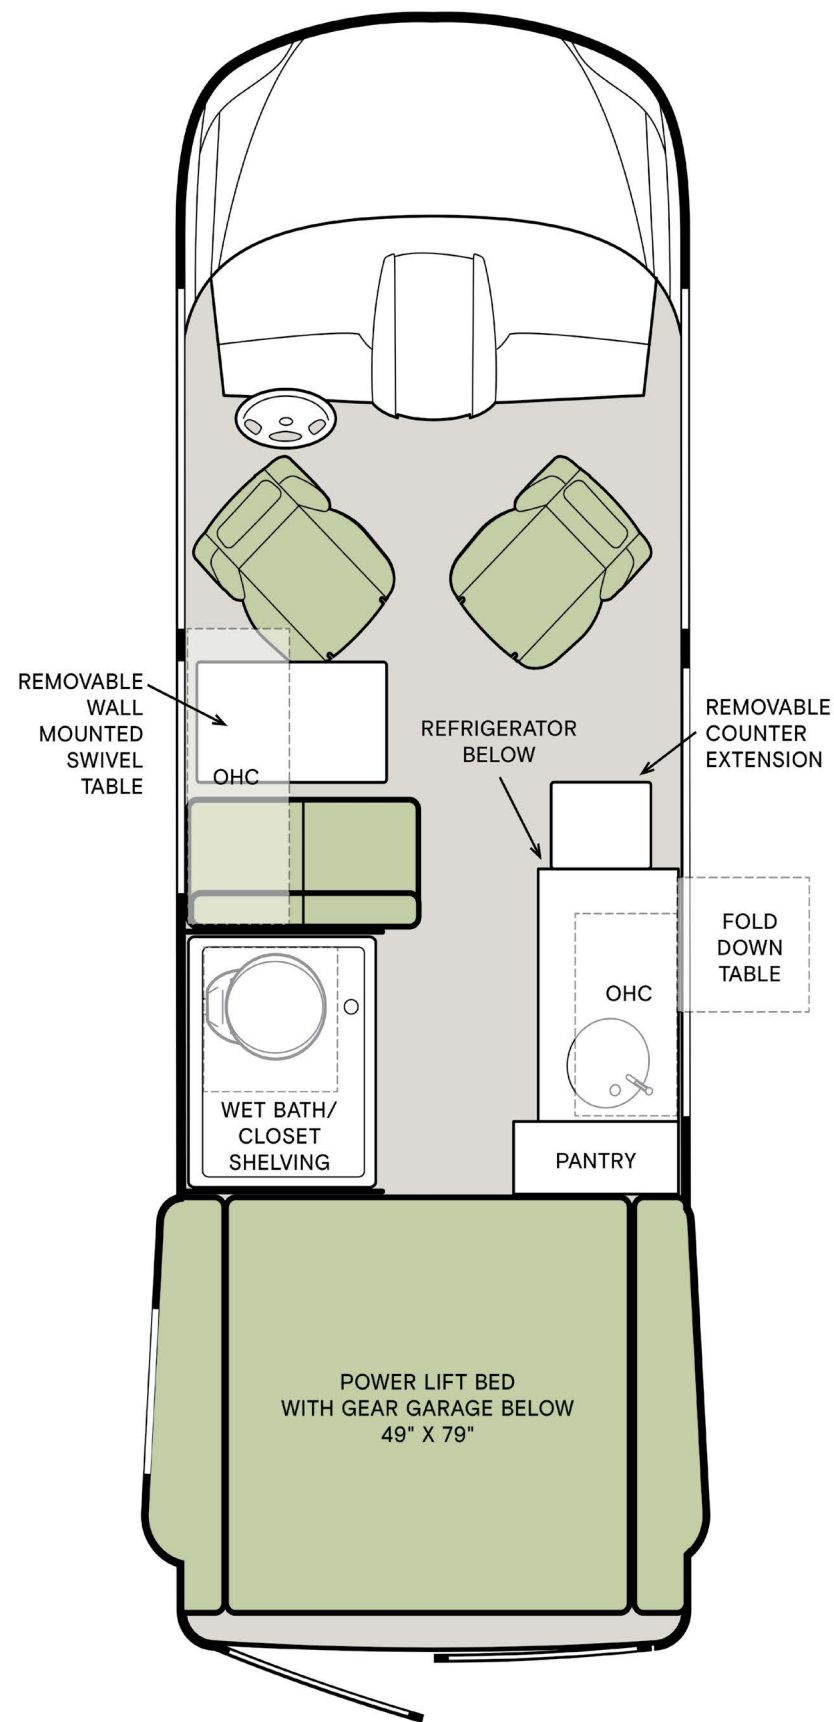 REMOVABLE
WALL
MOUNTED
SWIVEL
TABLE
OHC
REFRIGERATOR
BELOW
REMOVABLE
COUNTER
EXTENSION
FOLD
DOWN
TABLE
OHC
WET BATH/
CLOSET
SHELVING
PANTRY
POWER LIFT BED
WITH GEAR GARAGE BELOW
49" X 79"